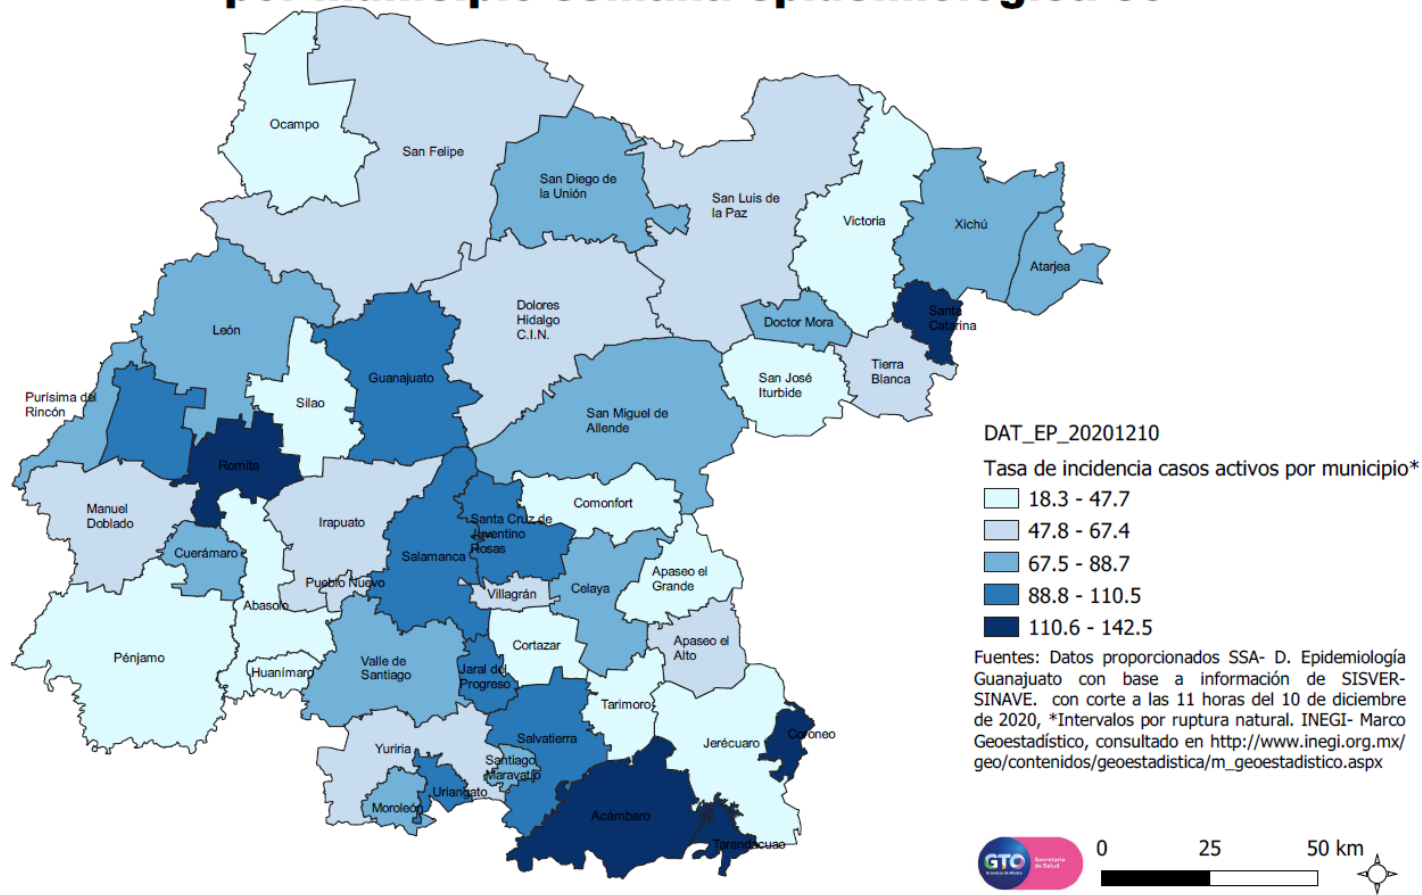 por municipio semana epidemiológica
Ocampo
San Felipe
San Diego de
la Unión
San Luis de
la Paz
Victoria
Xichú
Atarjea
León
Dolores
Hidalgo
C.I.N.
Doctor Mora
Santa
Catarina
Guanajuato
Tierra
Blanca
San José
Iturbide
Purísima del
Rincón
Silao
San Miguel de
Allende
Romita
Manuel
Doblado
Irapuato
Comonfort
Santa Cruz de
Juventino
Rosas
Cuerámaro
Salamanca
Apaseo el
Grande
Pueblo Nuevo
Villagrán
Celaya
Abasolo
Pénjamo
Huanímaro
Valle de
Santiago
Jaral del
Progreso
Cortazar
Apaseo el
Alto
Tarimoro
Yuriria
Salvatierra
Jerécuaro
Coroneo
Santiago
Maravatío
Uriangato
Moroleón
Acámbaro
Tarandacuao
DAT_EP_20201210
Tasa de incidencia casos activos por municipio*
18.3 - 47.7
47.8 - 67.4
67.5 - 88.7
88.8 - 110.5
110.6 - 142.5
Fuentes: Datos proporcionados SSA- D. Epidemiología
Guanajuato con base a información de SISVER-
SINAVE. con corte a las 11 horas del 10 de diciembre
de 2020, *Intervalos por ruptura natural. INEGI- Marco
Geoestadístico, consultado en http://www.inegi.org.mx/
geo/contenidos/geoestadistica/m_geoestadistico.aspx
GTO
Secretaría
de Salud
0 25 50 km